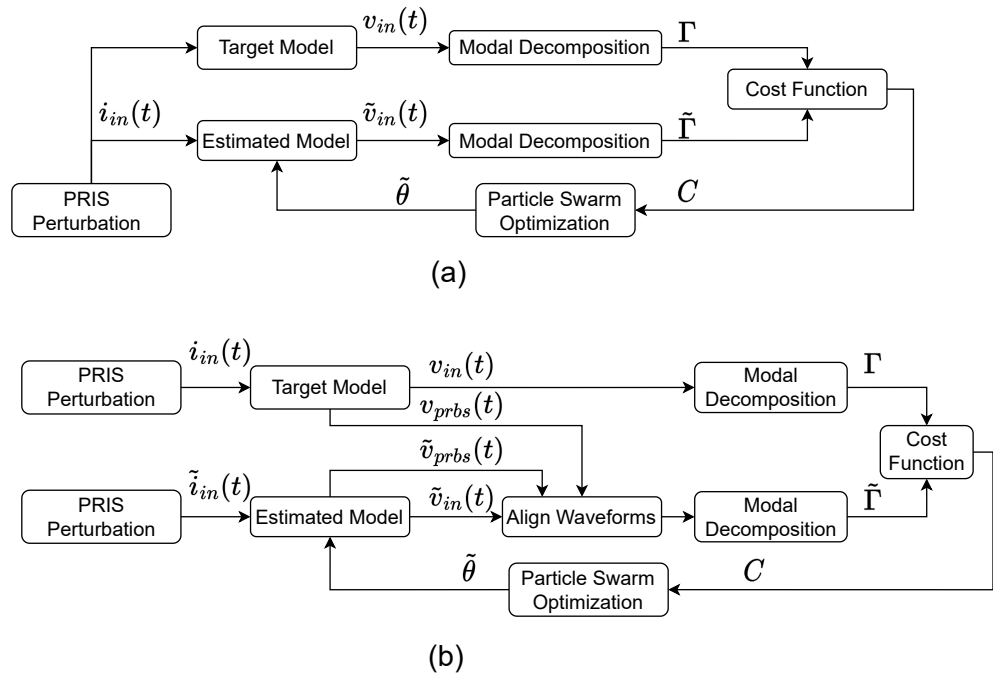 Target Model
v_{in}(t)
Modal Decomposition
Γ
Cost Function
i_{in}(t)
Estimated Model
ṽ_{in}(t)
Modal Decomposition
Γ̃
PRIS
Perturbation
θ̃
Particle Swarm
Optimization
C
(a)
PRIS
Perturbation
i_{in}(t)
Target Model
v_{in}(t)
v_{prbs}(t)
Modal
Decomposition
Γ
Cost
Function
ṽ_{prbs}(t)
PRIS
Perturbation
ĩ_{in}(t)
Estimated Model
ṽ_{in}(t)
Align Waveforms
Modal
Decomposition
Γ̃
θ̃
Particle Swarm
Optimization
C
(b)